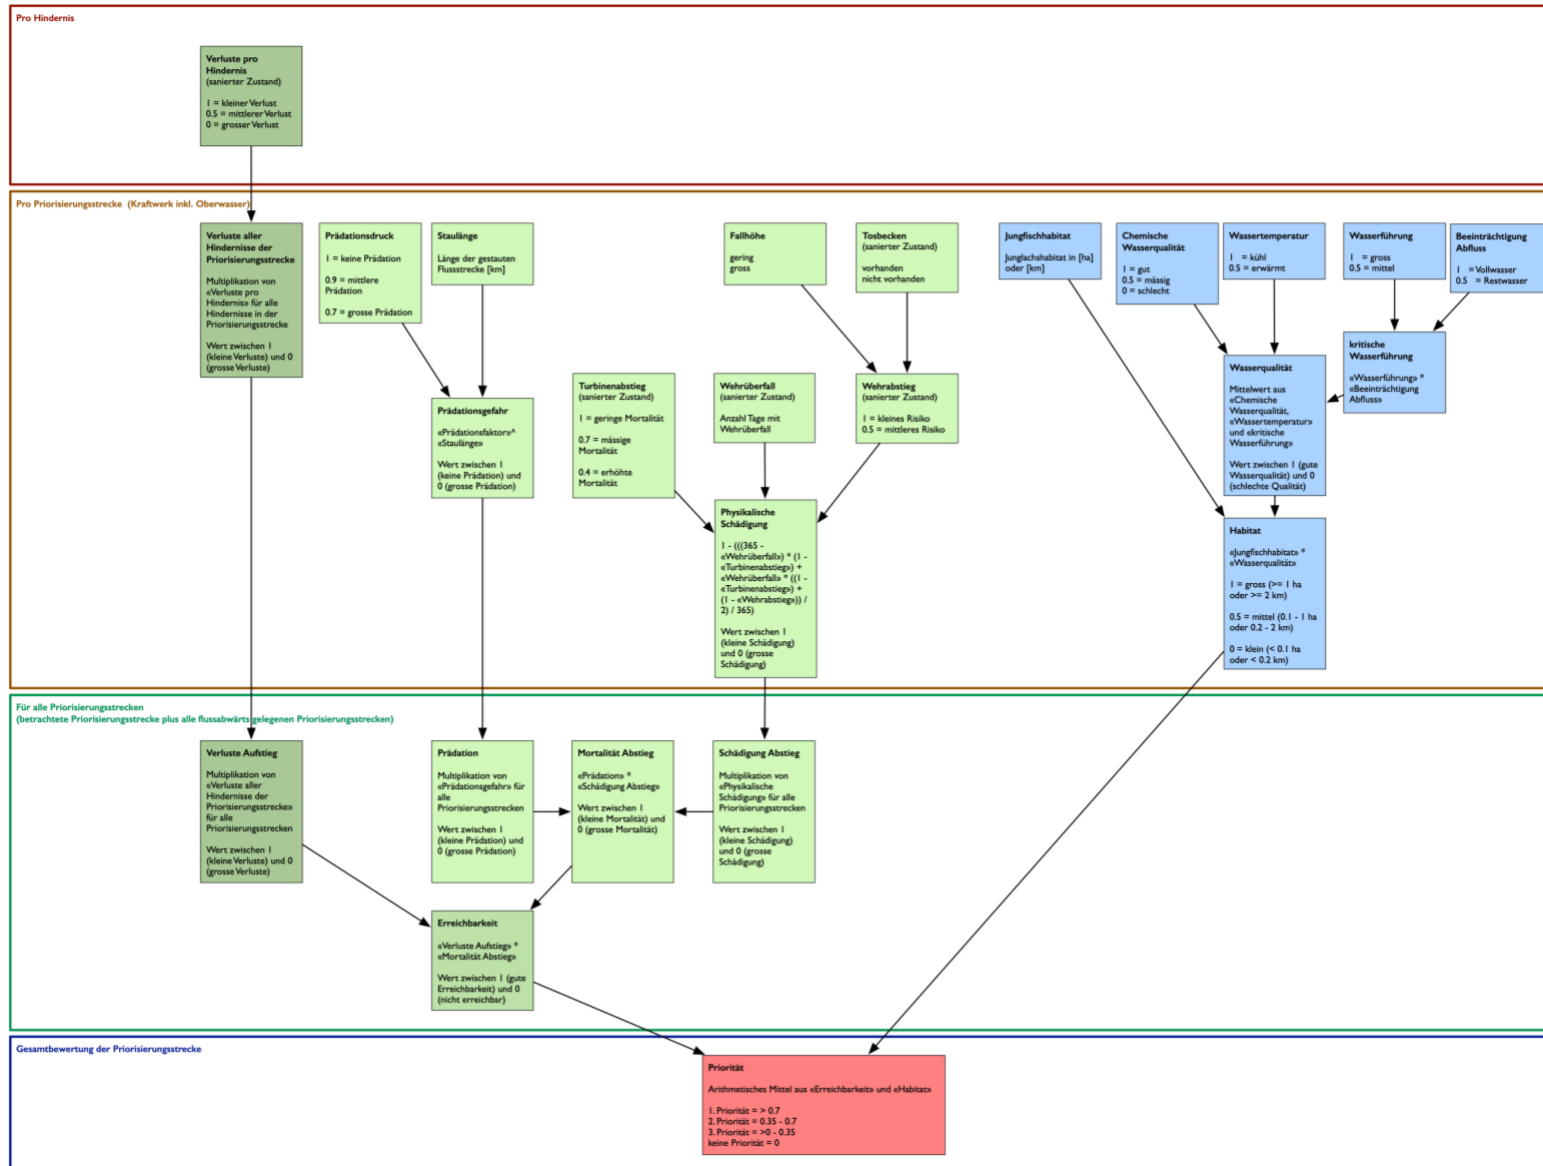 Pro Hindernis
Verluste pro
Hindernis
(sanierter Zustand)
1 = kleiner Verlust
0.5 = mittlerer Verlust
0 = grosser Verlust
Pro Priorisierungsstrecke (Kraftwerk inkl. Oberwasser)
Verluste aller
Hindernisse der
Priorisierungsstrecke
Multiplikation von
«Verluste pro
Hindernis» für alle
Hindernisse in der
Priorisierungsstrecke
Wert zwischen 1
(kleine Verluste) und 0
(grosse Verluste)
Prädationsdruck
1 = keine Prädation
0.9 = mittlere
Prädation
0.7 = grosse Prädation
Staulänge
Länge der gestauten
Flussstrecke [km]
Prädationsgefahr
«Prädationsfaktor»^
«Staulänge»
Wert zwischen 1
(keine Prädation) und
0 (grosse Prädation)
Turbinenabstieg
(sanierter Zustand)
1 = geringe Mortalität
0.7 = mässige
Mortalität
0.4 = erhöhte
Mortalität
Fallhöhe
gering
gross
Tosbecken
(sanierter Zustand)
vorhanden
nicht vorhanden
Wehrüberfall
(sanierter Zustand)
Anzahl Tage mit
Wehrüberfall
Wehrabstieg
(sanierter Zustand)
1 = kleines Risiko
0.5 = mittleres Risiko
Physikalische
Schädigung
1 - (((365 -
«Wehrüberfall») * (1 -
«Turbinenabstieg») +
«Wehrüberfall» * ((1 -
«Turbinenabstieg») +
(1 - «Wehrabstieg»)) /
2) / 365)
Wert zwischen 1
(kleine Schädigung)
und 0 (grosse
Schädigung)
Jungfischhabitat
Junglachshabitat in [ha]
oder [km]
Chemische
Wasserqualität
1 = gut
0.5 = mässig
0 = schlecht
Wassertemperatur
1 = kühl
0.5 = erwärmt
Wasserführung
1 = gross
0.5 = mittel
Beeinträchtigung
Abfluss
1 = Vollwasser
0.5 = Restwasser
kritische
Wasserführung
«Wasserführung» *
«Beeinträchtigung
Abfluss»
Wasserqualität
Mittelwert aus
«Chemische
Wasserqualität,
«Wassertemperatur»
und «kritische
Wasserführung»
Wert zwischen 1 (gute
Wasserqualität) und 0
(schlechte Qualität)
Habitat
«Jungfischhabitat» *
«Wasserqualität»
1 = gross (>= 1 ha
oder >= 2 km)
0.5 = mittel (0.1 - 1 ha
oder 0.2 - 2 km)
0 = klein (< 0.1 ha
oder < 0.2 km)
Für alle Priorisierungsstrecken
(betrachtete Priorisierungsstrecke plus alle flussabwärts gelegenen Priorisierungsstrecken)
Verluste Aufstieg
Multiplikation von
«Verluste aller
Hindernisse der
Priorisierungsstrecke»
für alle
Priorisierungsstrecken
Wert zwischen 1
(kleine Verluste) und 0
(grosse Verluste)
Prädation
Multiplikation von
«Prädationsgefahr» für
alle
Priorisierungsstrecken
Wert zwischen 1
(kleine Prädation) und
0 (grosse Prädation)
Mortalität Abstieg
«Prädation» *
«Schädigung Abstieg»
Wert zwischen 1
(kleine Mortalität) und
0 (grosse Mortalität)
Schädigung Abstieg
Multiplikation von
«Physikalische
Schädigung» für alle
Priorisierungsstrecken
Wert zwischen 1
(kleine Schädigung)
und 0 (grosse
Schädigung)
Erreichbarkeit
«Verluste Aufstieg» *
«Mortalität Abstieg»
Wert zwischen 1 (gute
Erreichbarkeit) und 0
(nicht erreichbar)
Gesamtbewertung der Priorisierungsstrecke
Priorität
Arithmetisches Mittel aus «Erreichbarkeit» und «Habitat»
1. Priorität = > 0.7
2. Priorität = 0.35 - 0.7
3. Priorität = >0 - 0.35
keine Priorität = 0